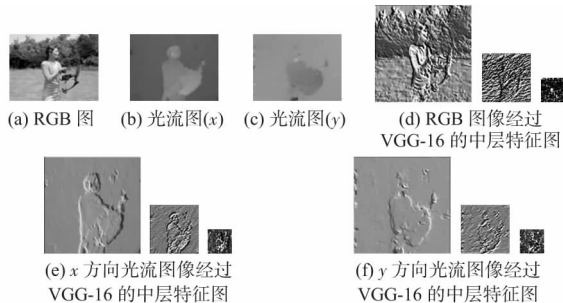 (a) RGB 图
(b) 光流图(x)
(c) 光流图(y)
(d) RGB 图像经过
VGG-16 的中层特征图
(e) x 方向光流图像经过
VGG-16 的中层特征图
(f) y 方向光流图像经过
VGG-16 的中层特征图